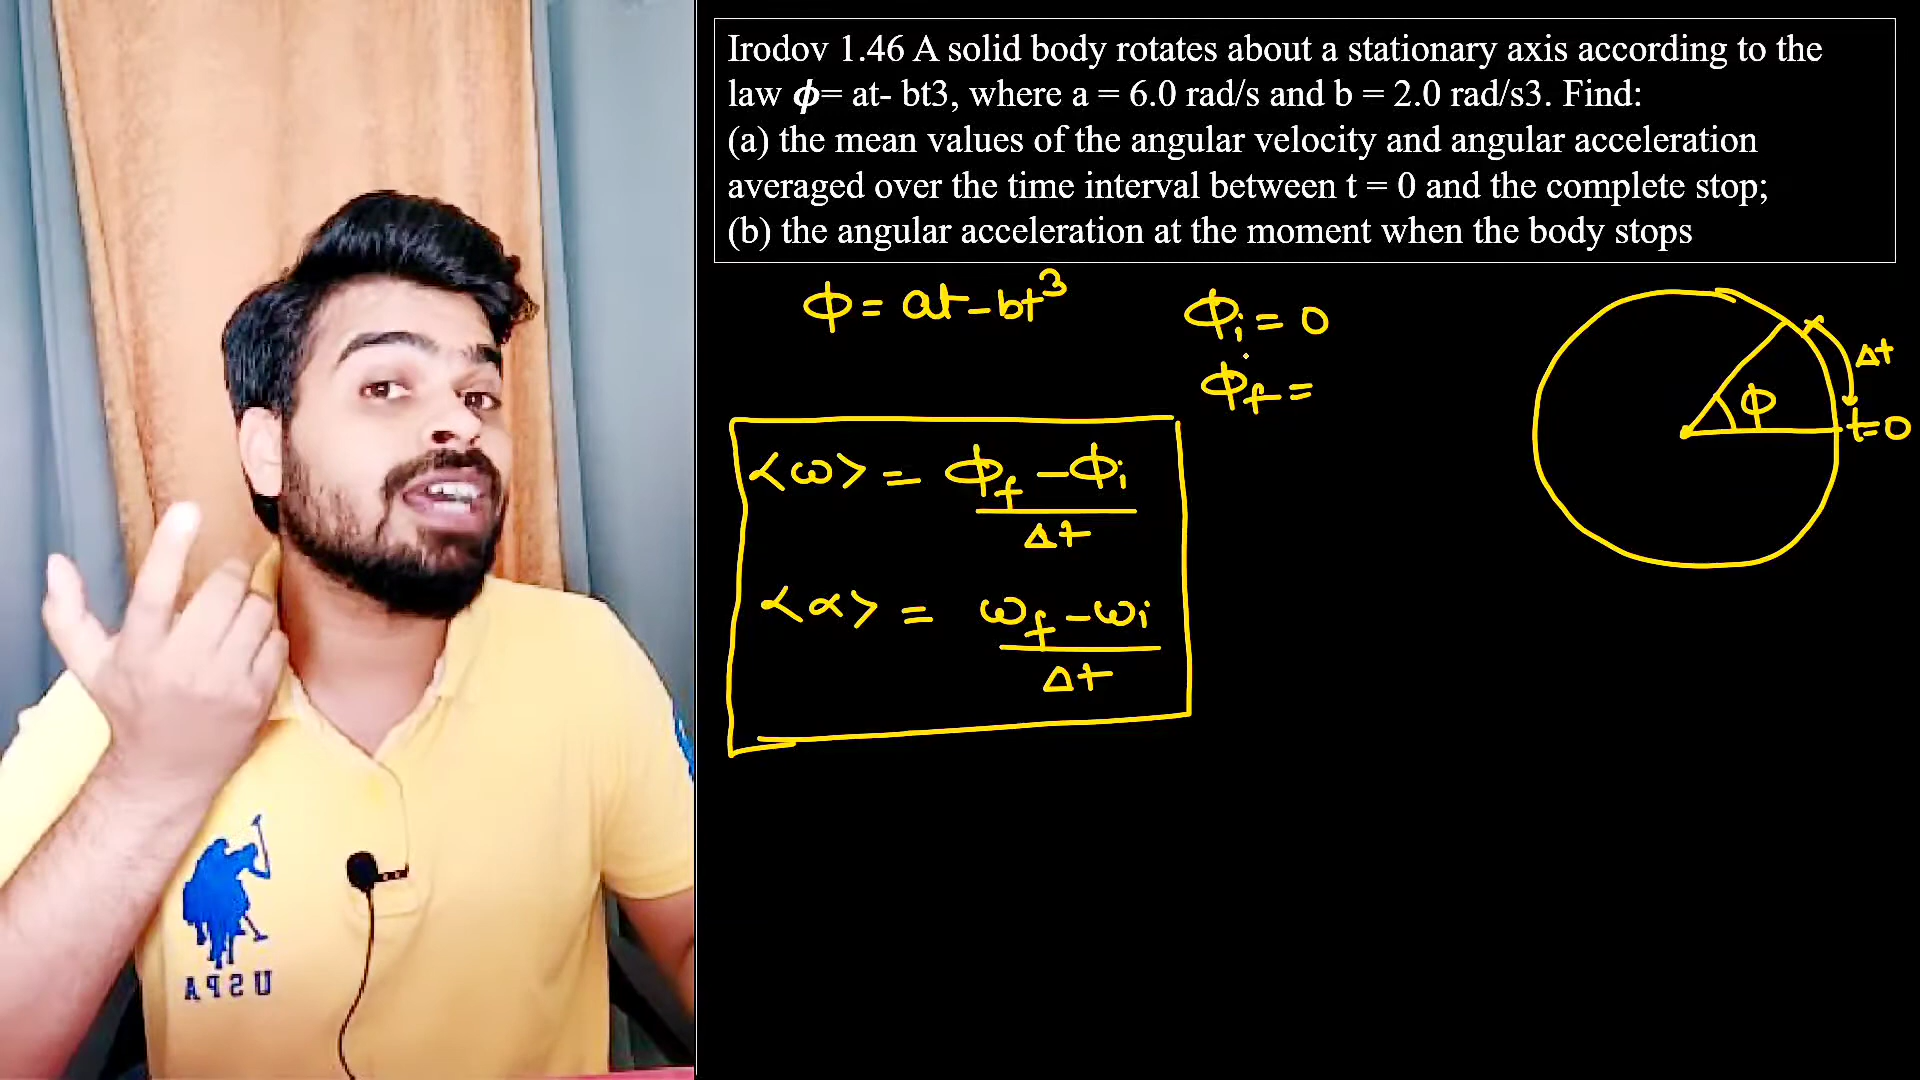 Irodov 1.46 A solid body rotates about a stationary axis according to the
law ϕ= at- bt3, where a = 6.0 rad/s and b = 2.0 rad/s3. Find:
(a) the mean values of the angular velocity and angular acceleration
averaged over the time interval between t = 0 and the complete stop;
(b) the angular acceleration at the moment when the body stops
ϕ = at - bt³
ϕi = 0
ϕf =
<ω> = ϕf - ϕi
Δt
<α> = ωf - ωi
Δt
Δt
ϕ
t=0
USPA